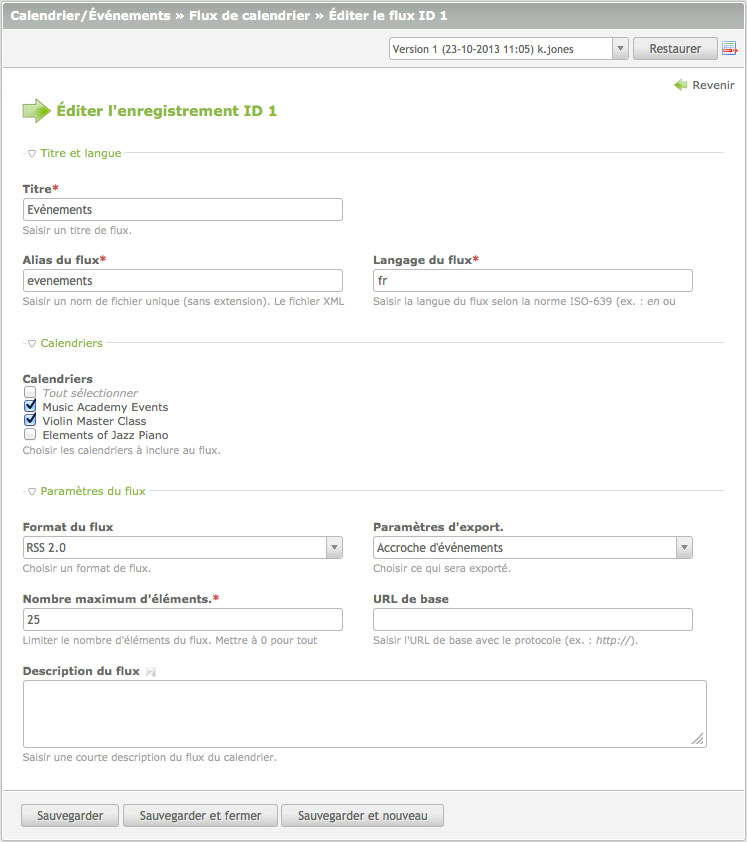 Calendrier/Événements » Flux de calendrier » Éditer le flux ID 1
Version 1 (23-10-2013 11:05) k.jones
Restaurer
Revenir
Éditer l'enregistrement ID 1
Titre et langue
Titre*
Evénements
Saisir un titre de flux.
Alias du flux* Langage du flux*
evenements fr
Saisir un nom de fichier unique (sans extension). Le fichier XML Saisir la langue du flux selon la norme ISO-639 (ex. : en ou
Calendriers
Calendriers
Tout sélectionner
Music Academy Events
Violin Master Class
Elements of Jazz Piano
Choisir les calendriers à inclure au flux.
Paramètres du flux
Format du flux Paramètres d'export.
RSS 2.0 Accroche d'événements
Choisir un format de flux. Choisir ce qui sera exporté.
Nombre maximum d'éléments.* URL de base
25
Limiter le nombre d'éléments du flux. Mettre à 0 pour tout Saisir l'URL de base avec le protocole (ex. : http://).
Description du flux
Saisir une courte description du flux du calendrier.
Sauvegarder Sauvegarder et fermer Sauvegarder et nouveau